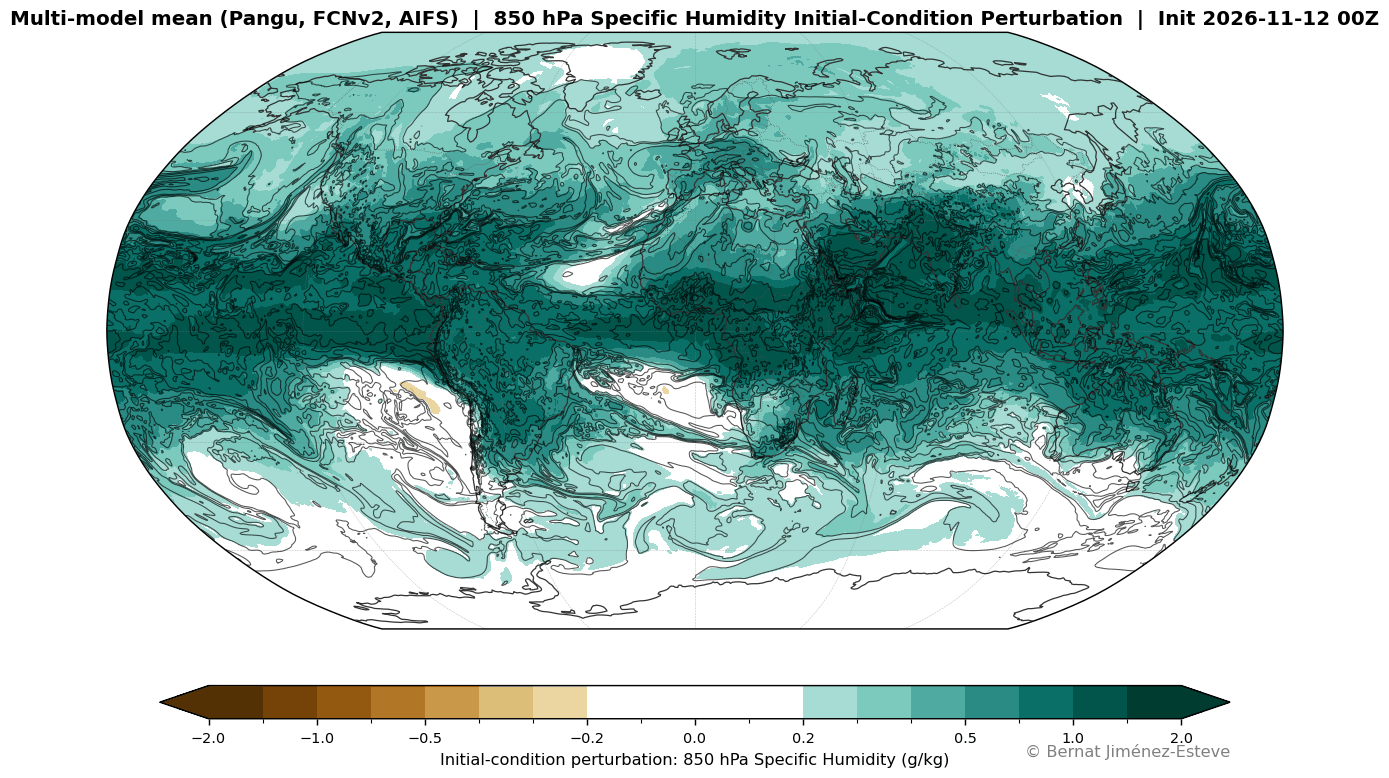 Multi-model mean (Pangu, FCNv2, AIFS) | 850 hPa Specific Humidity Initial-Condition Perturbation | Init 2026-11-12 00Z
−2.0 −1.0 −0.5 −0.2 0.0 0.2 0.5 1.0 2.0
© Bernat Jiménez-Esteve
Initial-condition perturbation: 850 hPa Specific Humidity (g/kg)